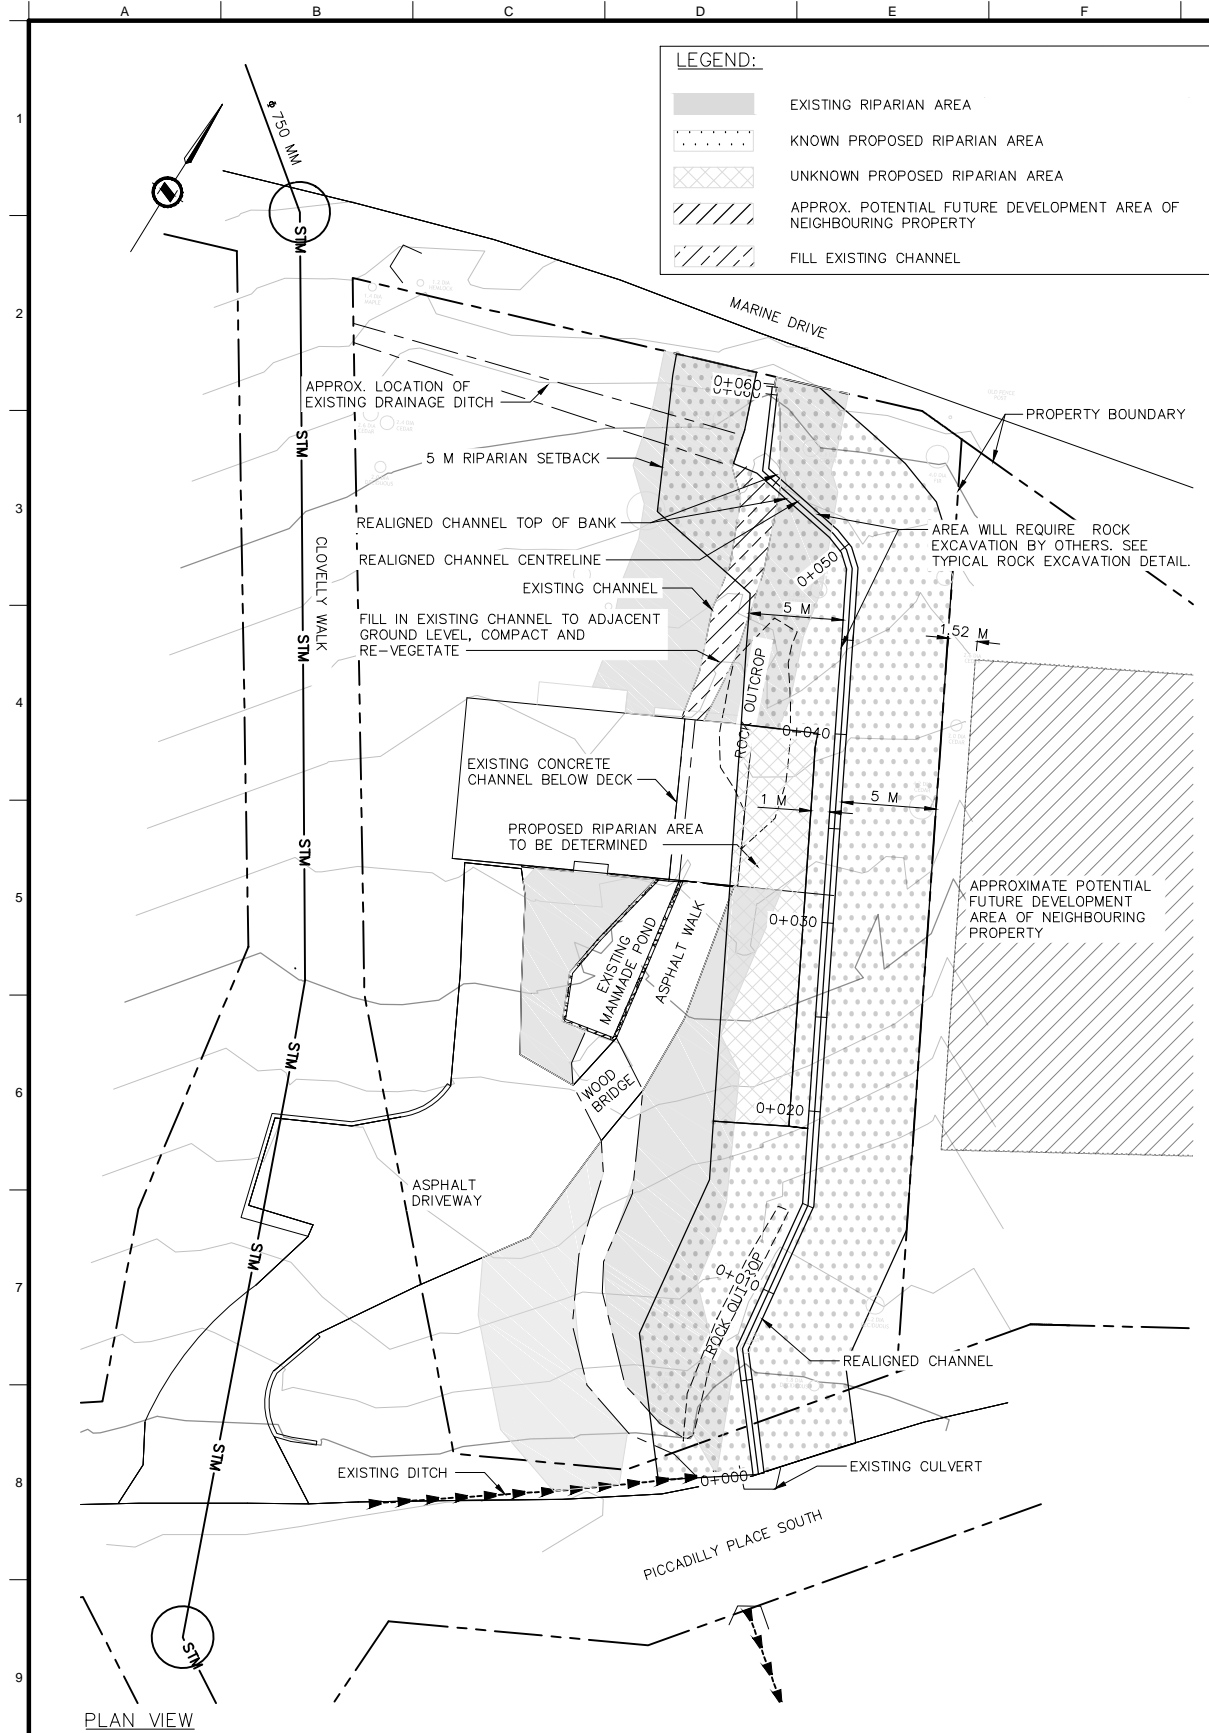 A B C D E F
1
2
3
4
5
6
7
8
9
LEGEND:
EXISTING RIPARIAN AREA
KNOWN PROPOSED RIPARIAN AREA
UNKNOWN PROPOSED RIPARIAN AREA
APPROX. POTENTIAL FUTURE DEVELOPMENT AREA OF
NEIGHBOURING PROPERTY
FILL EXISTING CHANNEL
Φ 750 MM
STM
STM
STM
STM
STM
STM
STM
STM
CLOVELLY WALK
MARINE DRIVE
APPROX. LOCATION OF
EXISTING DRAINAGE DITCH
0+060
PROPERTY BOUNDARY
5 M RIPARIAN SETBACK
REALIGNED CHANNEL TOP OF BANK
AREA WILL REQUIRE ROCK
EXCAVATION BY OTHERS. SEE
TYPICAL ROCK EXCAVATION DETAIL.
REALIGNED CHANNEL CENTRELINE
0+050
EXISTING CHANNEL
5 M
FILL IN EXISTING CHANNEL TO ADJACENT
GROUND LEVEL, COMPACT AND
RE-VEGETATE
1.52 M
ROCK OUTCROP
0+040
EXISTING CONCRETE
CHANNEL BELOW DECK
1 M
5 M
PROPOSED RIPARIAN AREA
TO BE DETERMINED
APPROXIMATE POTENTIAL
FUTURE DEVELOPMENT
AREA OF NEIGHBOURING
PROPERTY
0+030
EXISTING
MANMADE POND
ASPHALT WALK
WOOD
BRIDGE
0+020
ASPHALT
DRIVEWAY
ROCK OUTCROP
REALIGNED CHANNEL
EXISTING DITCH
0+000
EXISTING CULVERT
PICCADILLY PLACE SOUTH
PLAN VIEW